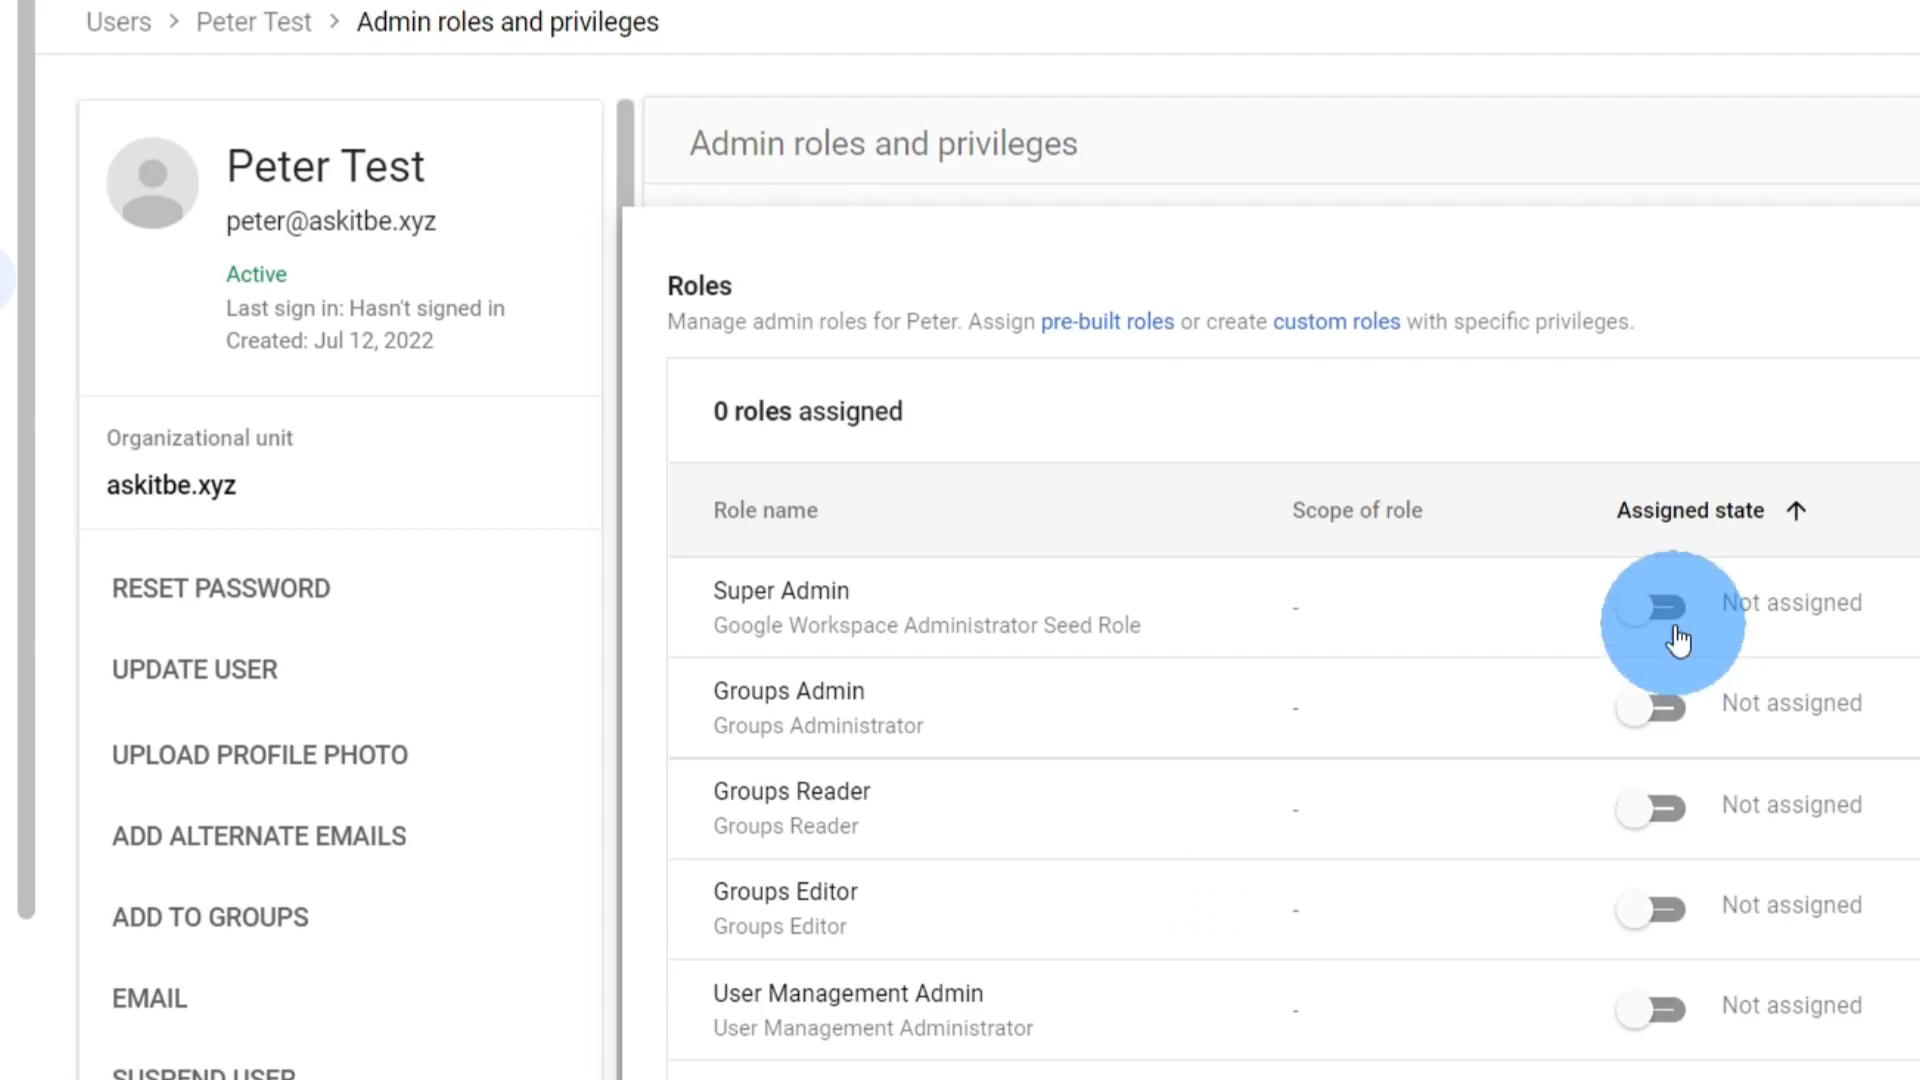 Users > Peter Test > Admin roles and privileges
Peter Test
peter@askitbe.xyz
Active
Last sign in: Hasn't signed in
Created: Jul 12, 2022
Organizational unit
askitbe.xyz
RESET PASSWORD
UPDATE USER
UPLOAD PROFILE PHOTO
ADD ALTERNATE EMAILS
ADD TO GROUPS
EMAIL
SUSPEND USER
Admin roles and privileges
Roles
Manage admin roles for Peter. Assign pre-built roles or create custom roles with specific privileges.
0 roles assigned
Role name Scope of role Assigned state
Super Admin
Google Workspace Administrator Seed Role
- Not assigned
Groups Admin
Groups Administrator
- Not assigned
Groups Reader
Groups Reader
- Not assigned
Groups Editor
Groups Editor
- Not assigned
User Management Admin
User Management Administrator
- Not assigned